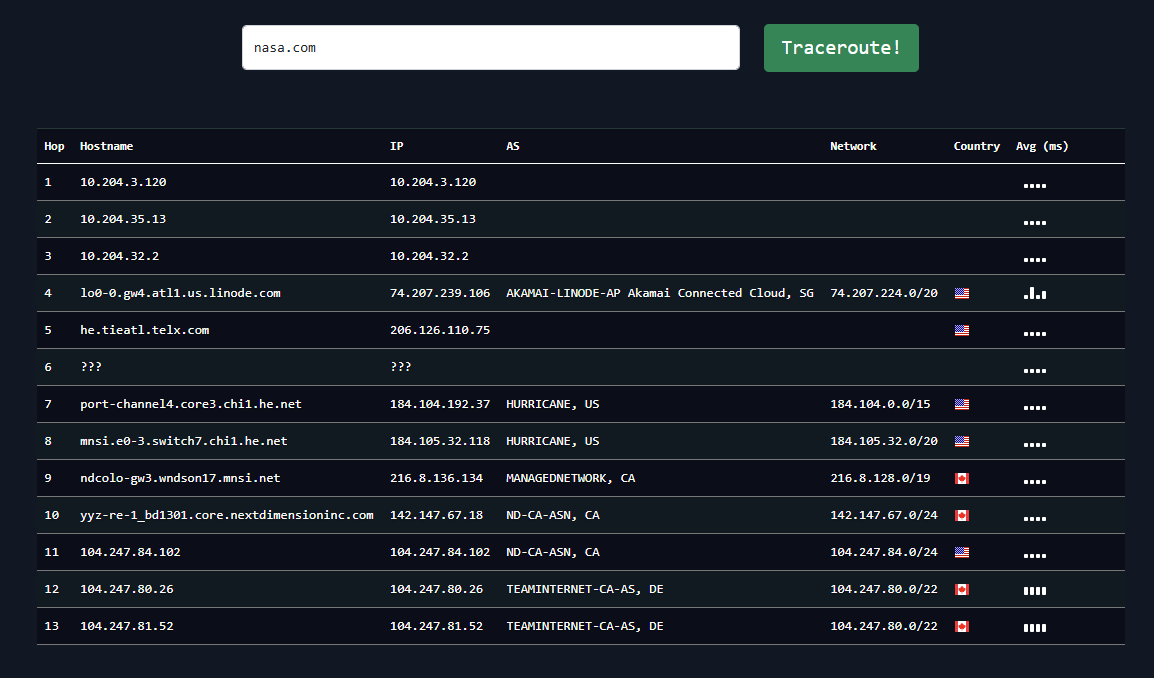 nasa.com
Traceroute!
Hop Hostname IP AS Network Country Avg (ms)
1 10.204.3.120 10.204.3.120
2 10.204.35.13 10.204.35.13
3 10.204.32.2 10.204.32.2
4 lo0-0.gw4.atl1.us.linode.com 74.207.239.106 AKAMAI-LINODE-AP Akamai Connected Cloud, SG 74.207.224.0/20
5 he.tieatl.telx.com 206.126.110.75
6 ??? ???
7 port-channel4.core3.chi1.he.net 184.104.192.37 HURRICANE, US 184.104.0.0/15
8 mnsi.e0-3.switch7.chi1.he.net 184.105.32.118 HURRICANE, US 184.105.32.0/20
9 ndcolo-gw3.wndson17.mnsi.net 216.8.136.134 MANAGEDNETWORK, CA 216.8.128.0/19
10 yyz-re-1_bd1301.core.nextdimensioninc.com 142.147.67.18 ND-CA-ASN, CA 142.147.67.0/24
11 104.247.84.102 104.247.84.102 ND-CA-ASN, CA 104.247.84.0/24
12 104.247.80.26 104.247.80.26 TEAMINTERNET-CA-AS, DE 104.247.80.0/22
13 104.247.81.52 104.247.81.52 TEAMINTERNET-CA-AS, DE 104.247.80.0/22